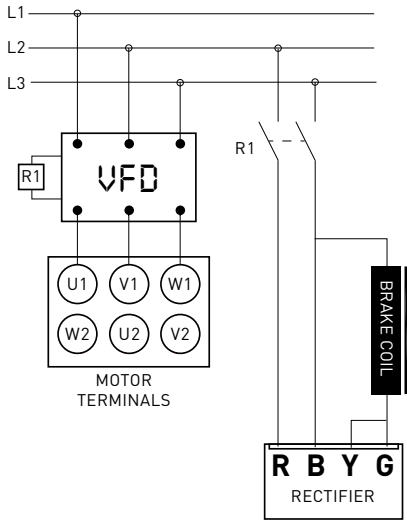 L1
L2
L3
R1
VFD
R1
U1 V1 W1
W2 U2 V2
MOTOR
TERMINALS
BRAKE COIL
R B Y G
RECTIFIER